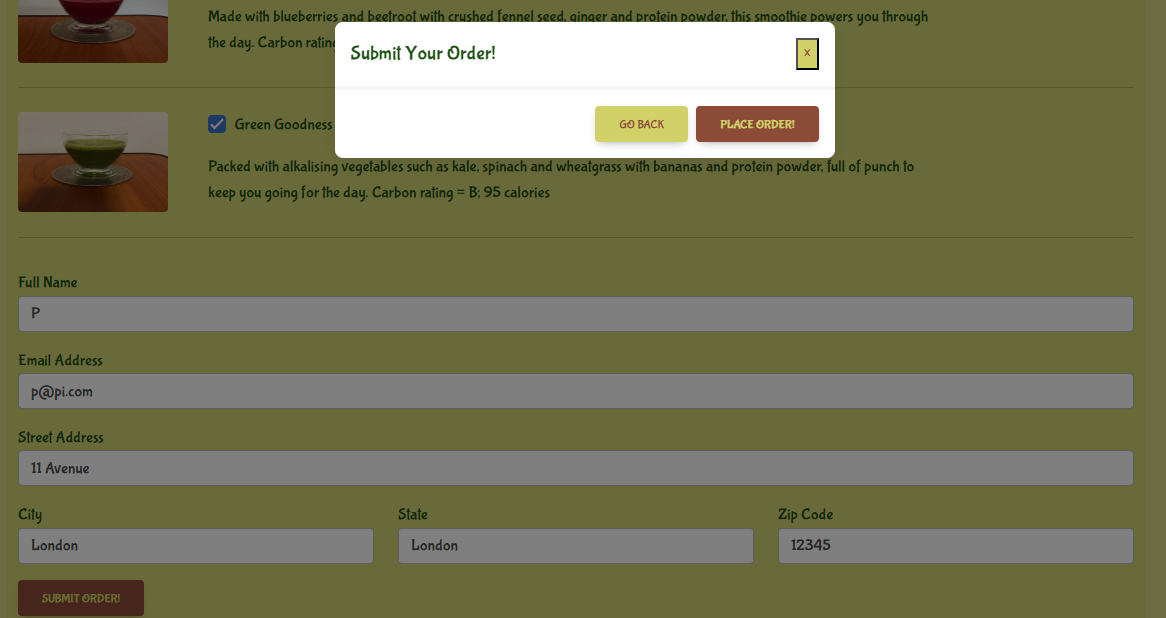 Made with blueberries and beetroot with crushed fennel seed, ginger and protein powder, this smoothie powers you through
the day. Carbon rating
Submit Your Order!
x
GO BACK
PLACE ORDER!
Green Goodness
Packed with alkalising vegetables such as kale, spinach and wheatgrass with bananas and protein powder, full of punch to
keep you going for the day. Carbon rating = B; 95 calories
Full Name
P
Email Address
p@pi.com
Street Address
11 Avenue
City State Zip Code
London London 12345
SUBMIT ORDER!